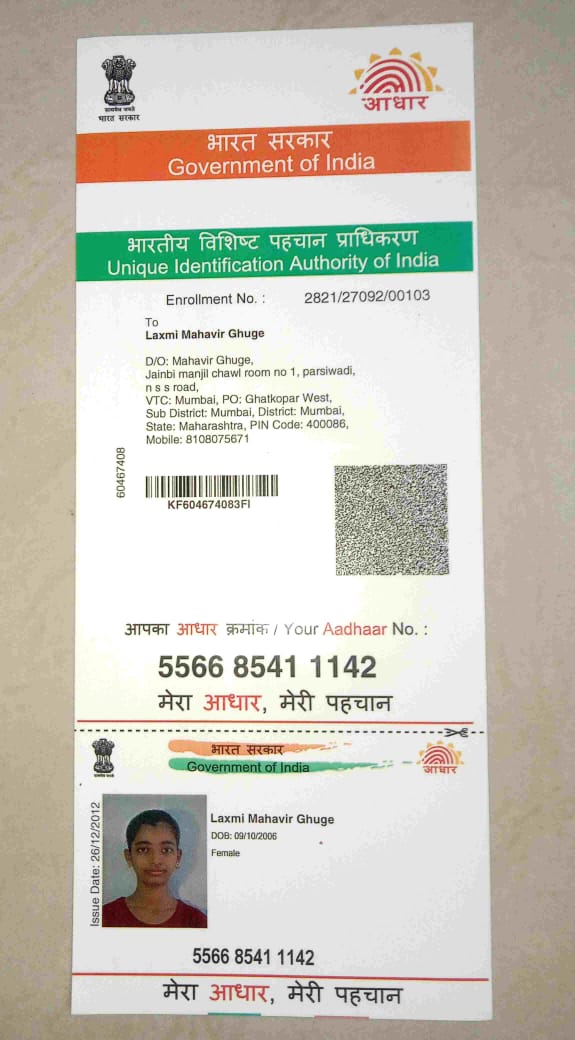 सत्यमेव जयते
भारत सरकार
आधार
भारत सरकार
Government of India
भारतीय विशिष्ट पहचान प्राधिकरण
Unique Identification Authority of India
Enrollment No. : 2821/27092/00103
To
Laxmi Mahavir Ghuge
D/O: Mahavir Ghuge,
Jainbi manjil chawl room no 1, parsiwadi,
n s s road,
VTC: Mumbai, PO: Ghatkopar West,
Sub District: Mumbai, District: Mumbai,
State: Maharashtra, PIN Code: 400086,
Mobile: 8108075671
60467408
KF604674083FI
आपका आधार क्रमांक / Your Aadhaar No. :
5566 8541 1142
मेरा आधार, मेरी पहचान
भारत सरकार
Government of India
आधार
Issue Date: 26/12/2012
Laxmi Mahavir Ghuge
DOB: 09/10/2006
Female
5566 8541 1142
मेरा आधार, मेरी पहचान